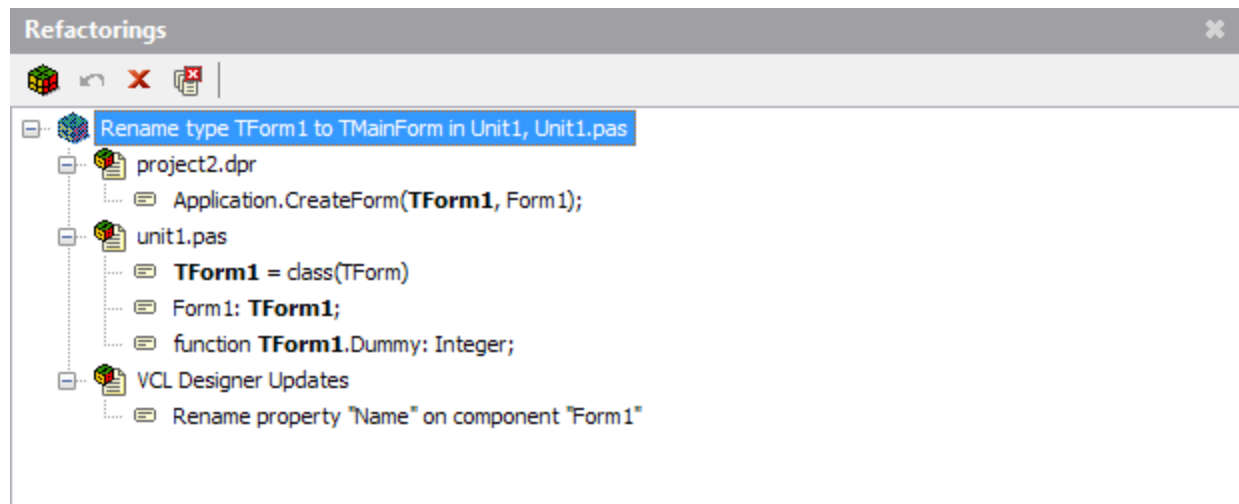 Refactorings
Rename type TForm1 to TMainForm in Unit1, Unit1.pas
project2.dpr
Application.CreateForm(TForm1, Form1);
unit1.pas
TForm1 = class(TForm)
Form1: TForm1;
function TForm1.Dummy: Integer;
VCL Designer Updates
Rename property "Name" on component "Form1"